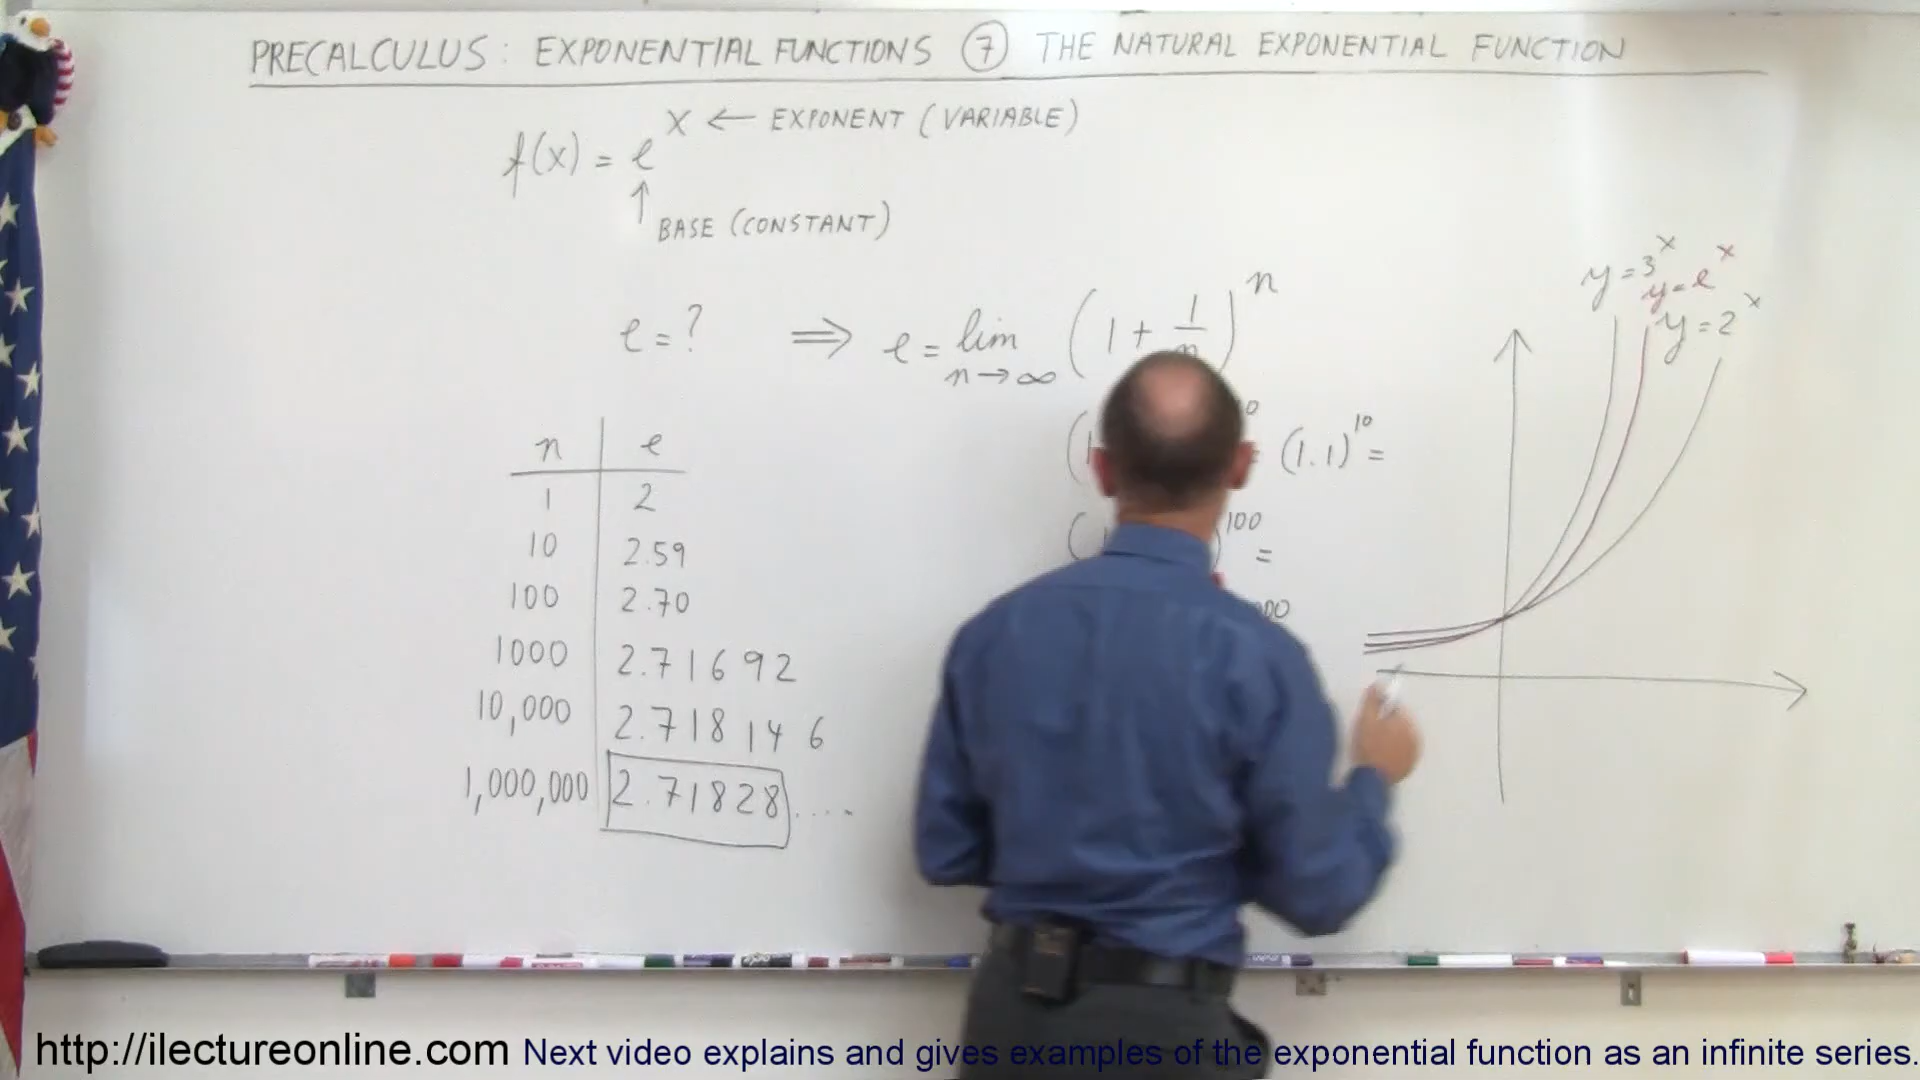 PRECALCULUS: EXPONENTIAL FUNCTIONS ⑦ THE NATURAL EXPONENTIAL FUNCTION
f(x) = e^x ← EXPONENT (VARIABLE)
↑
BASE (CONSTANT)
e = ? ⇒ e = lim n→∞ (1 + 1/n)^n
n e
1 2
10 2.59
100 2.70
1000 2.71692
10,000 2.718146
1,000,000 2.71828....
(1 = (1.1)^10 =
( )^100 =
y = 3^x
y = e^x
y = 2^x
http://ilectureonline.com Next video explains and gives examples of the exponential function as an infinite series.